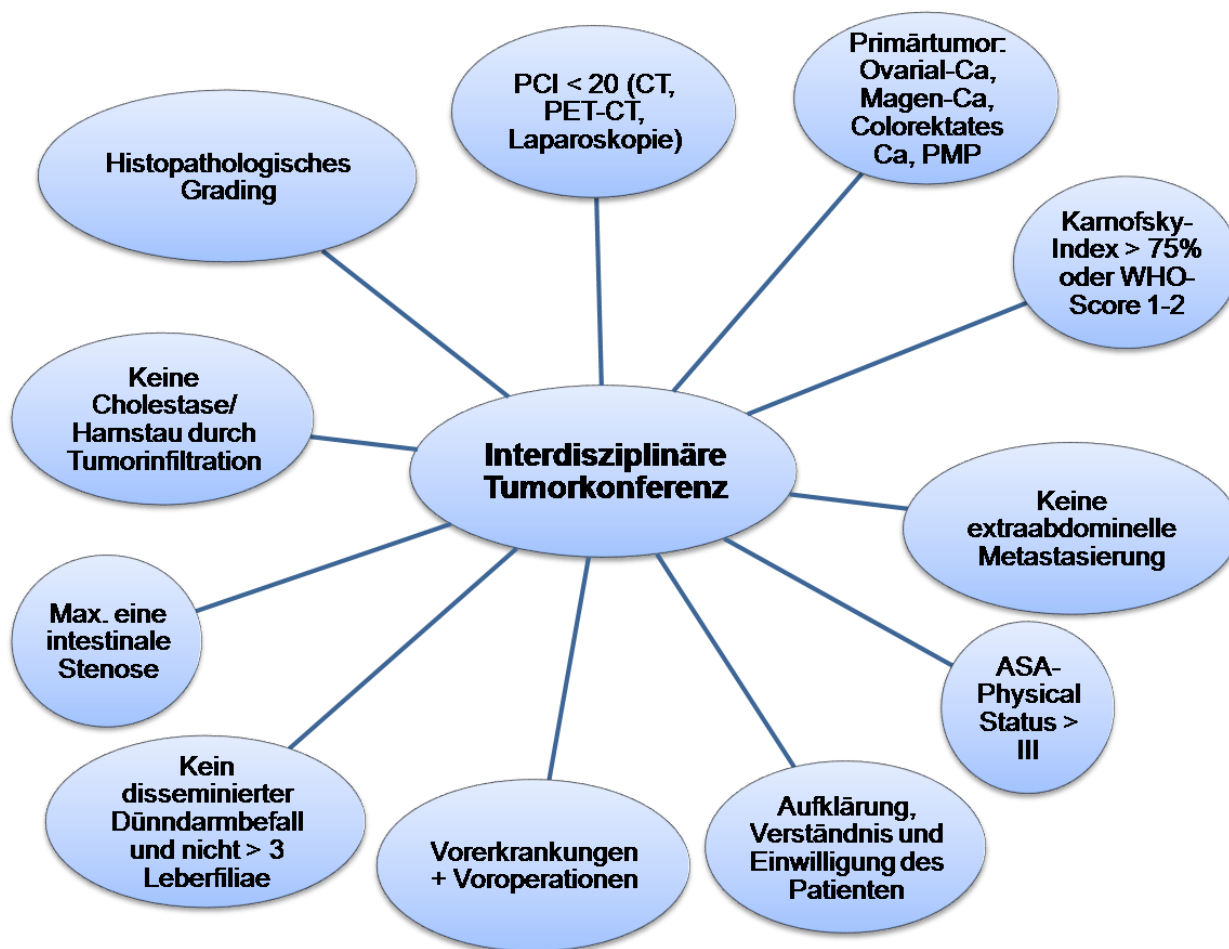 Primärtumor:
Ovarial-Ca,
Magen-Ca,
Colorektates
Ca, PMP
PCI < 20 (CT,
PET-CT,
Laparoskopie)
Histopathologisches
Grading
Karnofsky-
Index > 75%
oder WHO-
Score 1-2
Keine
Cholestase/
Harnstau durch
Tumorinfiltration
Interdisziplinäre
Tumorkonferenz
Keine
extraabdominelle
Metastasierung
Max. eine
intestinale
Stenose
ASA-
Physical
Status >
III
Kein
disseminierter
Dünndarmbefall
und nicht > 3
Leberfiliae
Vorerkrankungen
+ Voroperationen
Aufklärung,
Verständnis und
Einwilligung des
Patienten